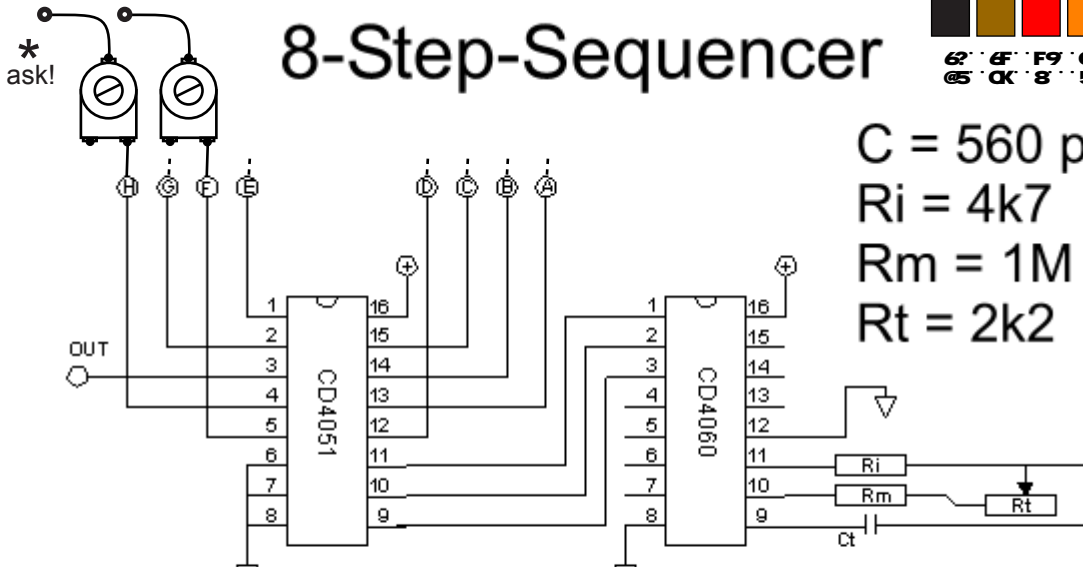 8-Step-Sequencer
*
ask!
C = 560 p
Ri = 4k7
Rm = 1M
Rt = 2k2
H G F E D C B A
+ +
OUT
CD4051
1 16
2 15
3 14
4 13
5 12
6 11
7 10
8 9
CD4060
1 16
2 15
3 14
4 13
5 12
6 11
7 10
8 9
Ri
Rm
Rt
Ct